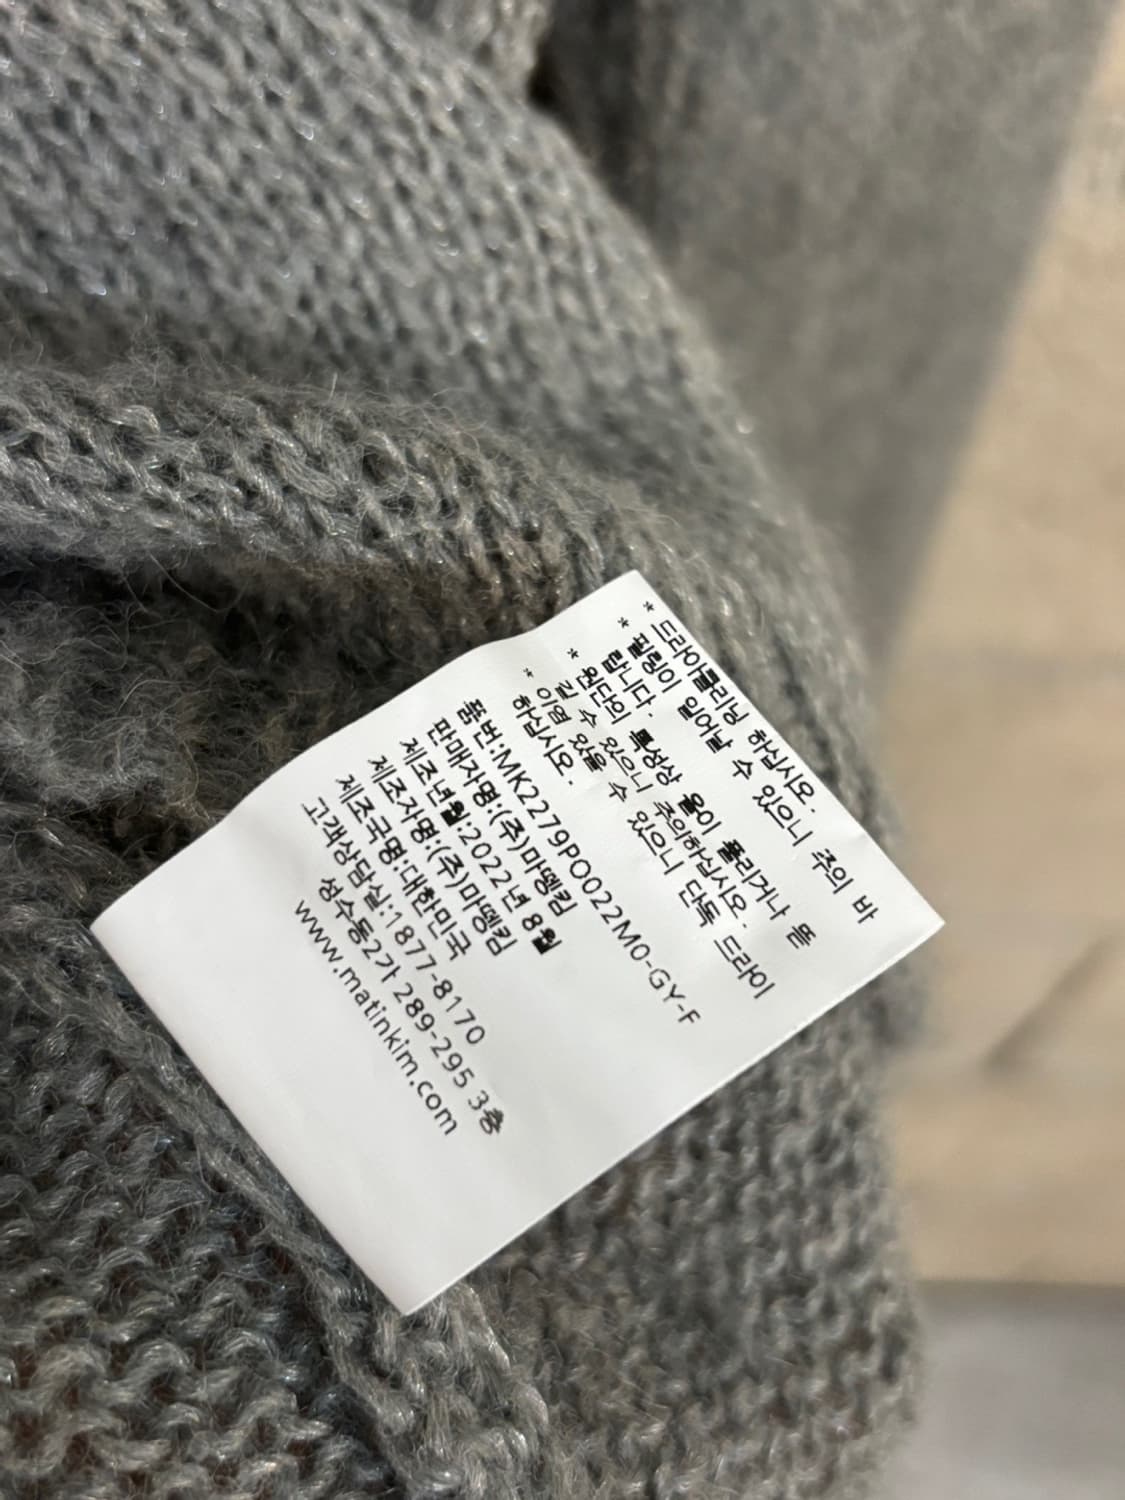 * 드라이클리닝 하십시오.
* 필링이 일어날 수 있으니 주의 바
랍니다.
* 원단의 특성상 올이 풀리거나 뜯
길 수 있으니 주의하십시오.
* 이염 있을 수 있으니 단독 드라이
하십시오.
품번:MK2279PO022M0-GY-F
판매자명:(주)마뗑킴
제조년월:2022년 8월
제조자명:(주)마뗑킴
제조국명:대한민국
고객상담실:1877-8170
성수동2가 289-295 3층
www.matinkim.com